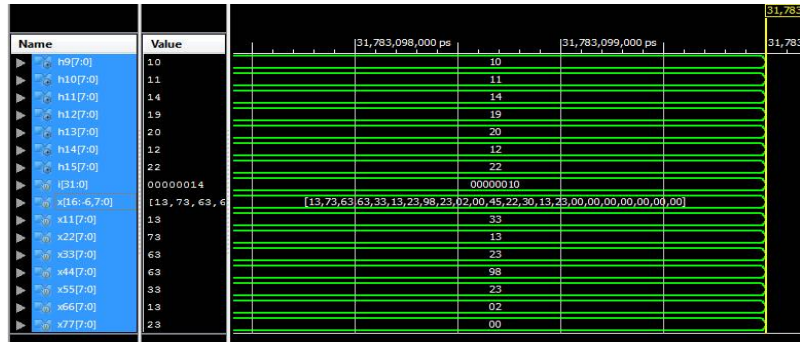 31,783
Name Value 31,783,098,000 ps 31,783,099,000 ps 31,783
h9[7:0] 10 10
h10[7:0] 11 11
h11[7:0] 14 14
h12[7:0] 19 19
h13[7:0] 20 20
h14[7:0] 12 12
h15[7:0] 22 22
i[31:0] 00000014 00000010
x[16:-6,7:0] [13,73,63,6 [13,73,63,63,33,13,23,98,23,02,00,45,22,30,13,23,00,00,00,00,00,00,00]
x11[7:0] 13 33
x22[7:0] 73 13
x33[7:0] 63 23
x44[7:0] 63 98
x55[7:0] 33 23
x66[7:0] 13 02
x77[7:0] 23 00